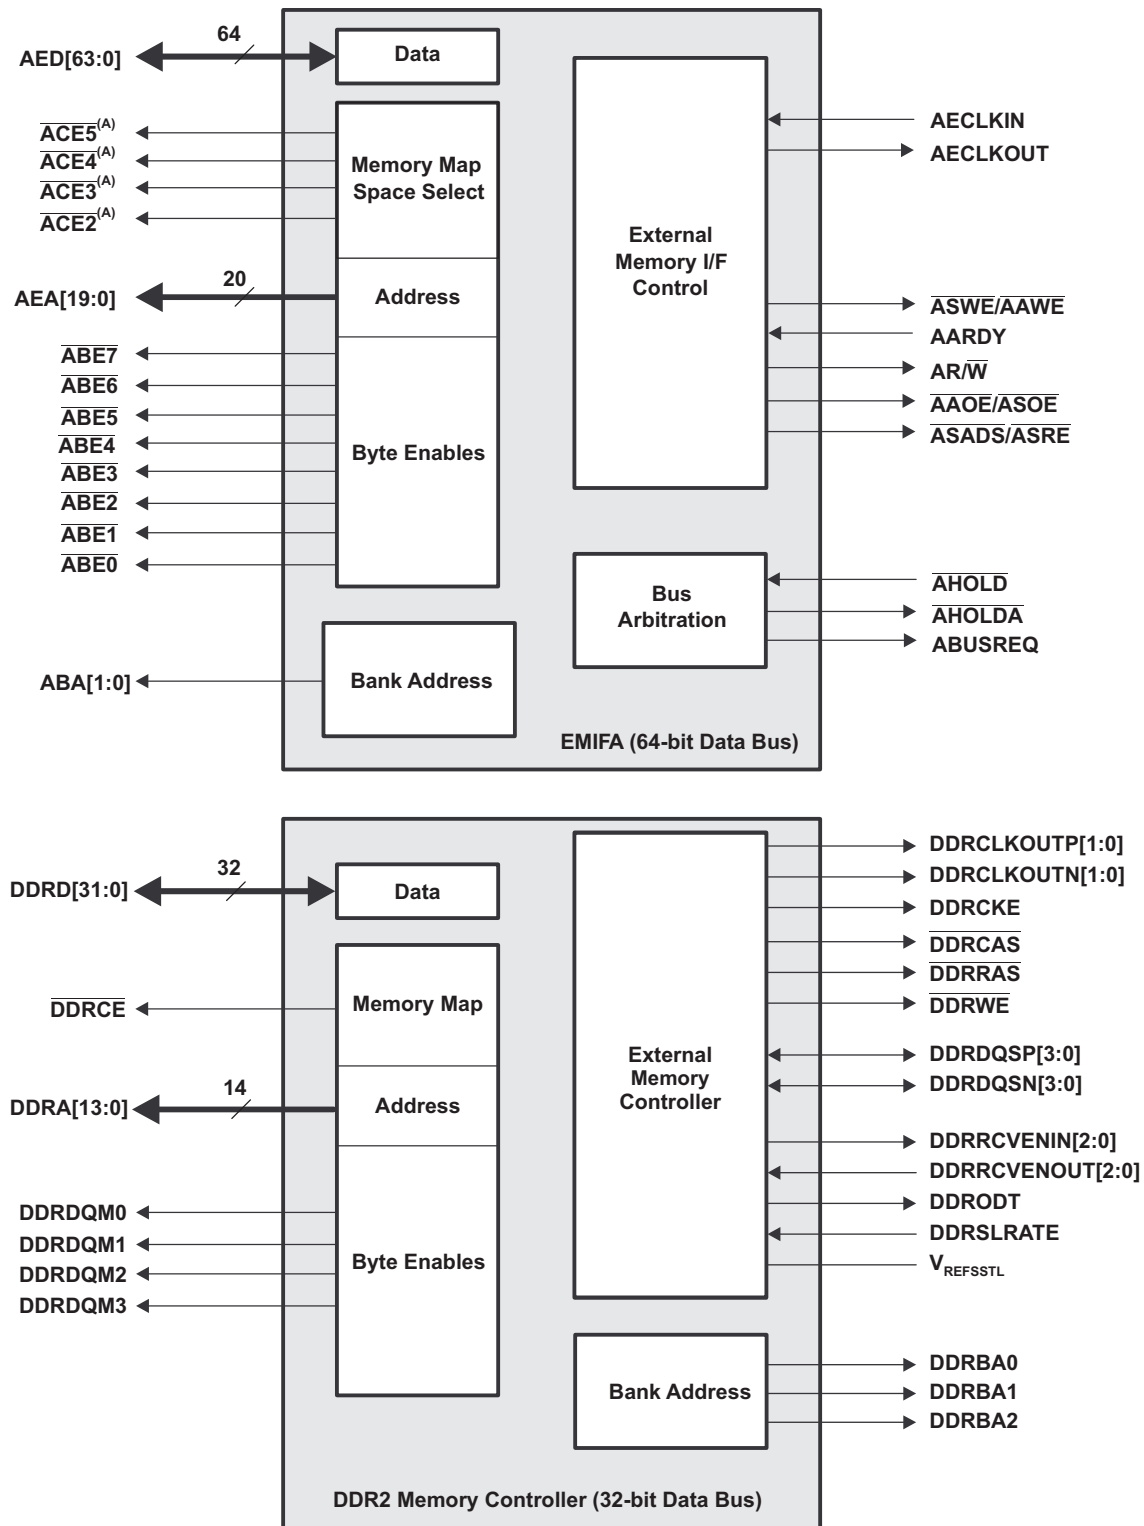 AED[63:0]
64
Data
ACE5(A)
ACE4(A)
ACE3(A)
ACE2(A)
Memory Map
Space Select
AEA[19:0]
20
Address
ABE7
ABE6
ABE5
ABE4
ABE3
ABE2
ABE1
ABE0
Byte Enables
ABA[1:0]
Bank Address
External
Memory I/F
Control
AECLKIN
AECLKOUT
ASWE/AAWE
AARDY
AR/W
AAOE/ASOE
ASADS/ASRE
Bus
Arbitration
AHOLD
AHOLDA
ABUSREQ
EMIFA (64-bit Data Bus)
DDRD[31:0]
32
Data
DDRCE
Memory Map
DDRA[13:0]
14
Address
DDRDQM0
DDRDQM1
DDRDQM2
DDRDQM3
Byte Enables
External
Memory
Controller
DDRCLKOUTP[1:0]
DDRCLKOUTN[1:0]
DDRCKE
DDRCAS
DDRRAS
DDRWE
DDRDQSP[3:0]
DDRDQSN[3:0]
DDRRCVENIN[2:0]
DDRRCVENOUT[2:0]
DDRODT
DDRSLRATE
VREFSSTL
Bank Address
DDRBA0
DDRBA1
DDRBA2
DDR2 Memory Controller (32-bit Data Bus)